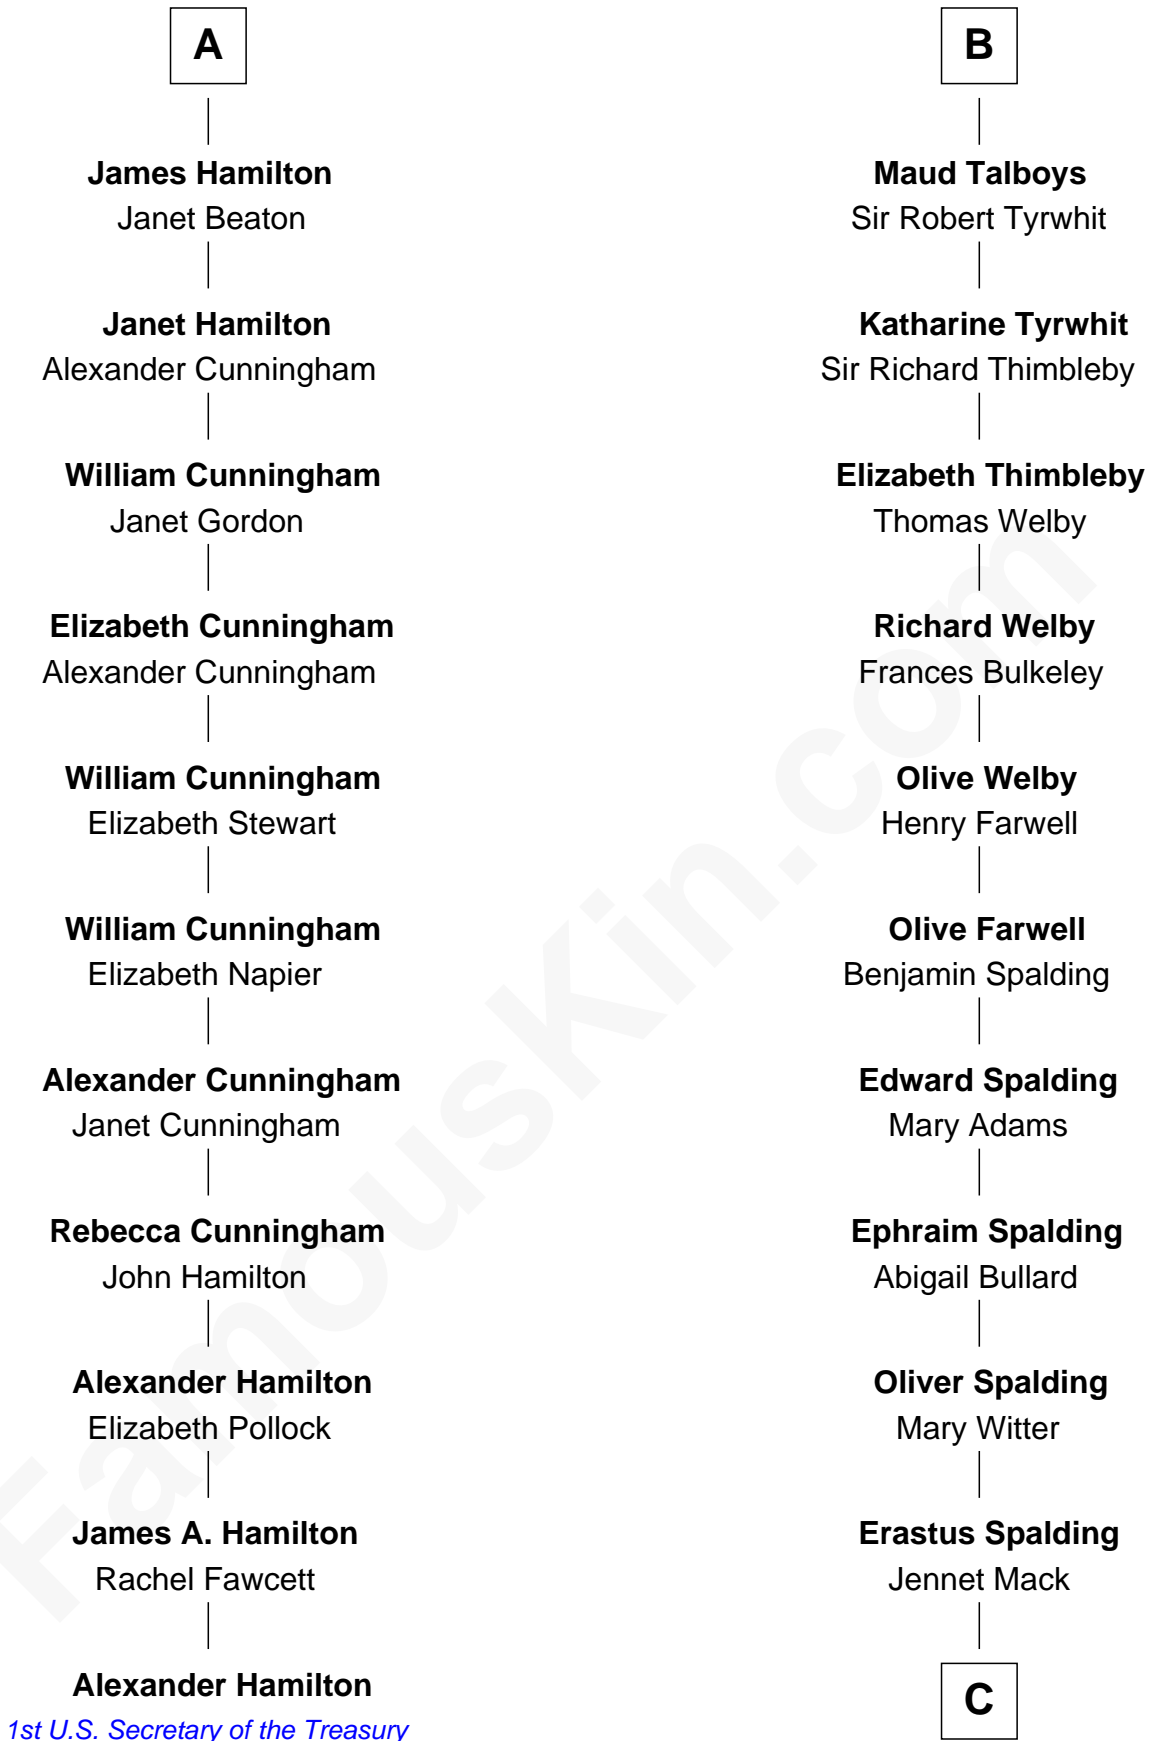 A
James Hamilton
Janet Beaton
Janet Hamilton
Alexander Cunningham
William Cunningham
Janet Gordon
Elizabeth Cunningham
Alexander Cunningham
William Cunningham
Elizabeth Stewart
William Cunningham
Elizabeth Napier
Alexander Cunningham
Janet Cunningham
Rebecca Cunningham
John Hamilton
Alexander Hamilton
Elizabeth Pollock
James A. Hamilton
Rachel Fawcett
Alexander Hamilton
1st U.S. Secretary of the Treasury
B
Maud Talboys
Sir Robert Tyrwhit
Katharine Tyrwhit
Sir Richard Thimbleby
Elizabeth Thimbleby
Thomas Welby
Richard Welby
Frances Bulkeley
Olive Welby
Henry Farwell
Olive Farwell
Benjamin Spalding
Edward Spalding
Mary Adams
Ephraim Spalding
Abigail Bullard
Oliver Spalding
Mary Witter
Erastus Spalding
Jennet Mack
C
FamousKin.com